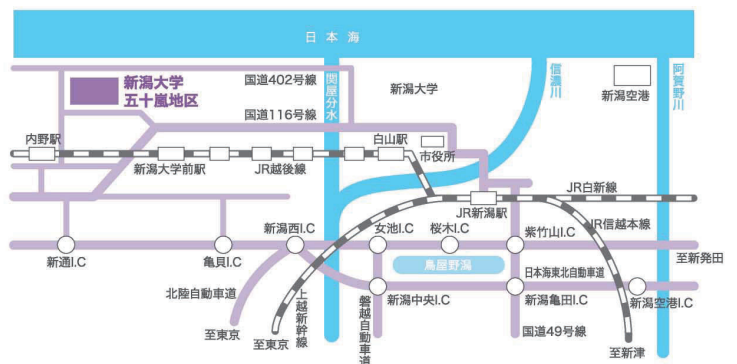 日本海
新潟大学
五十嵐地区
国道402号線
国道116号線
関屋分水
新潟大学
信濃川
新潟空港
阿賀野川
内野駅
新潟大学前駅
JR越後線
白山駅
市役所
JR新潟駅
JR白新線
JR信越本線
新通I.C
亀貝I.C
新潟西I.C
女池I.C
桜木I.C
紫竹山I.C
至新発田
鳥屋野潟
日本海東北自動車道
北陸自動車道
上越新幹線
磐越自動車道
新潟中央I.C
新潟亀田I.C
新潟空港I.C
至東京
至東京
国道49号線
至新津